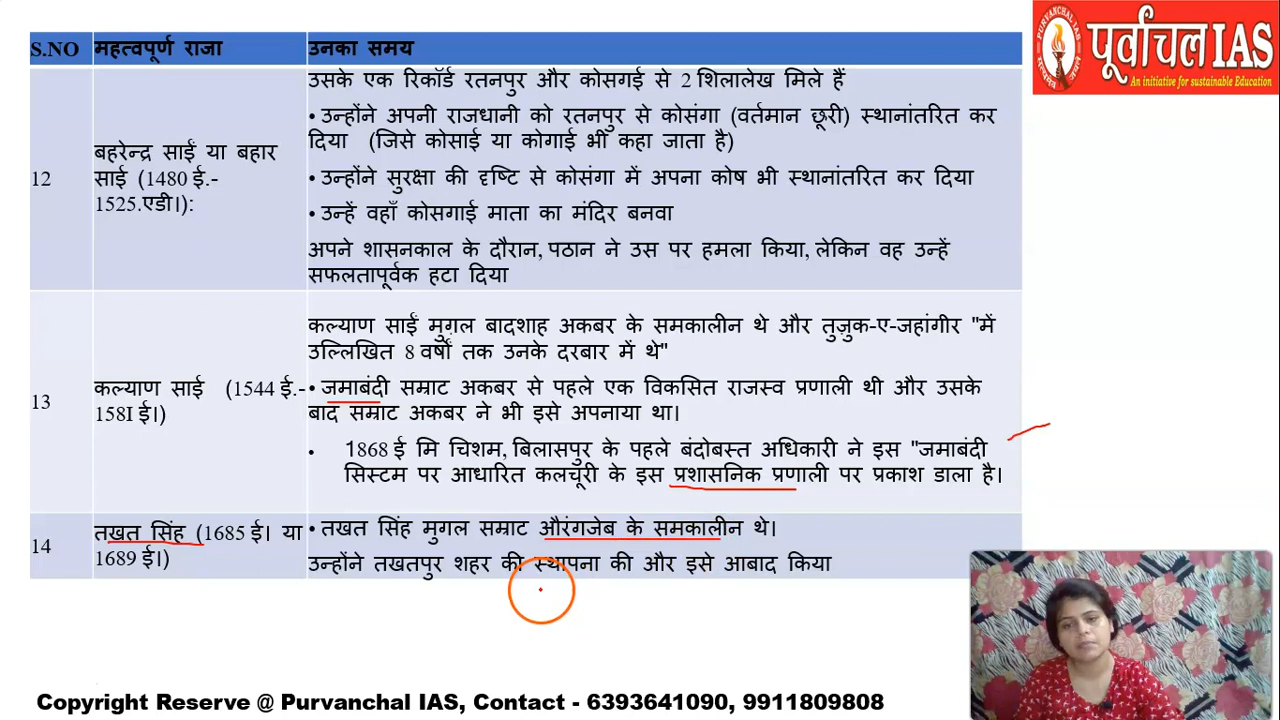 PURVANCHAL IAS
पूर्वांचल IAS
An initiative for sustainable Education
S.NO महत्वपूर्ण राजा उनका समय
उसके एक रिकॉर्ड रतनपुर और कोसगई से 2 शिलालेख मिले हैं
• उन्होंने अपनी राजधानी को रतनपुर से कोसंगा (वर्तमान छूरी) स्थानांतरित कर
दिया (जिसे कोसाई या कोगाई भी कहा जाता है)
12
बहरेन्द्र साईं या बहार
साई (1480 ई.-
1525.एडी।):
• उन्होंने सुरक्षा की दृष्टि से कोसंगा में अपना कोष भी स्थानांतरित कर दिया
• उन्हें वहाँ कोसगाई माता का मंदिर बनवा
अपने शासनकाल के दौरान, पठान ने उस पर हमला किया, लेकिन वह उन्हें
सफलतापूर्वक हटा दिया
13
कल्याण साई (1544 ई.-
158I ई।)
कल्याण साईं मुगल बादशाह अकबर के समकालीन थे और तुज़ुक-ए-जहांगीर "में
उल्लिखित 8 वर्षों तक उनके दरबार में थे"
• जमाबंदी सम्राट अकबर से पहले एक विकसित राजस्व प्रणाली थी और उसके
बाद सम्राट अकबर ने भी इसे अपनाया था।
• 1868 ई मि चिशम, बिलासपुर के पहले बंदोबस्त अधिकारी ने इस "जमाबंदी
सिस्टम पर आधारित कलचूरी के इस प्रशासनिक प्रणाली पर प्रकाश डाला है।
14
तखत सिंह (1685 ई। या
1689 ई।)
• तखत सिंह मुगल सम्राट औरंगजेब के समकालीन थे।
उन्होंने तखतपुर शहर की स्थापना की और इसे आबाद किया
Copyright Reserve @ Purvanchal IAS, Contact - 6393641090, 9911809808